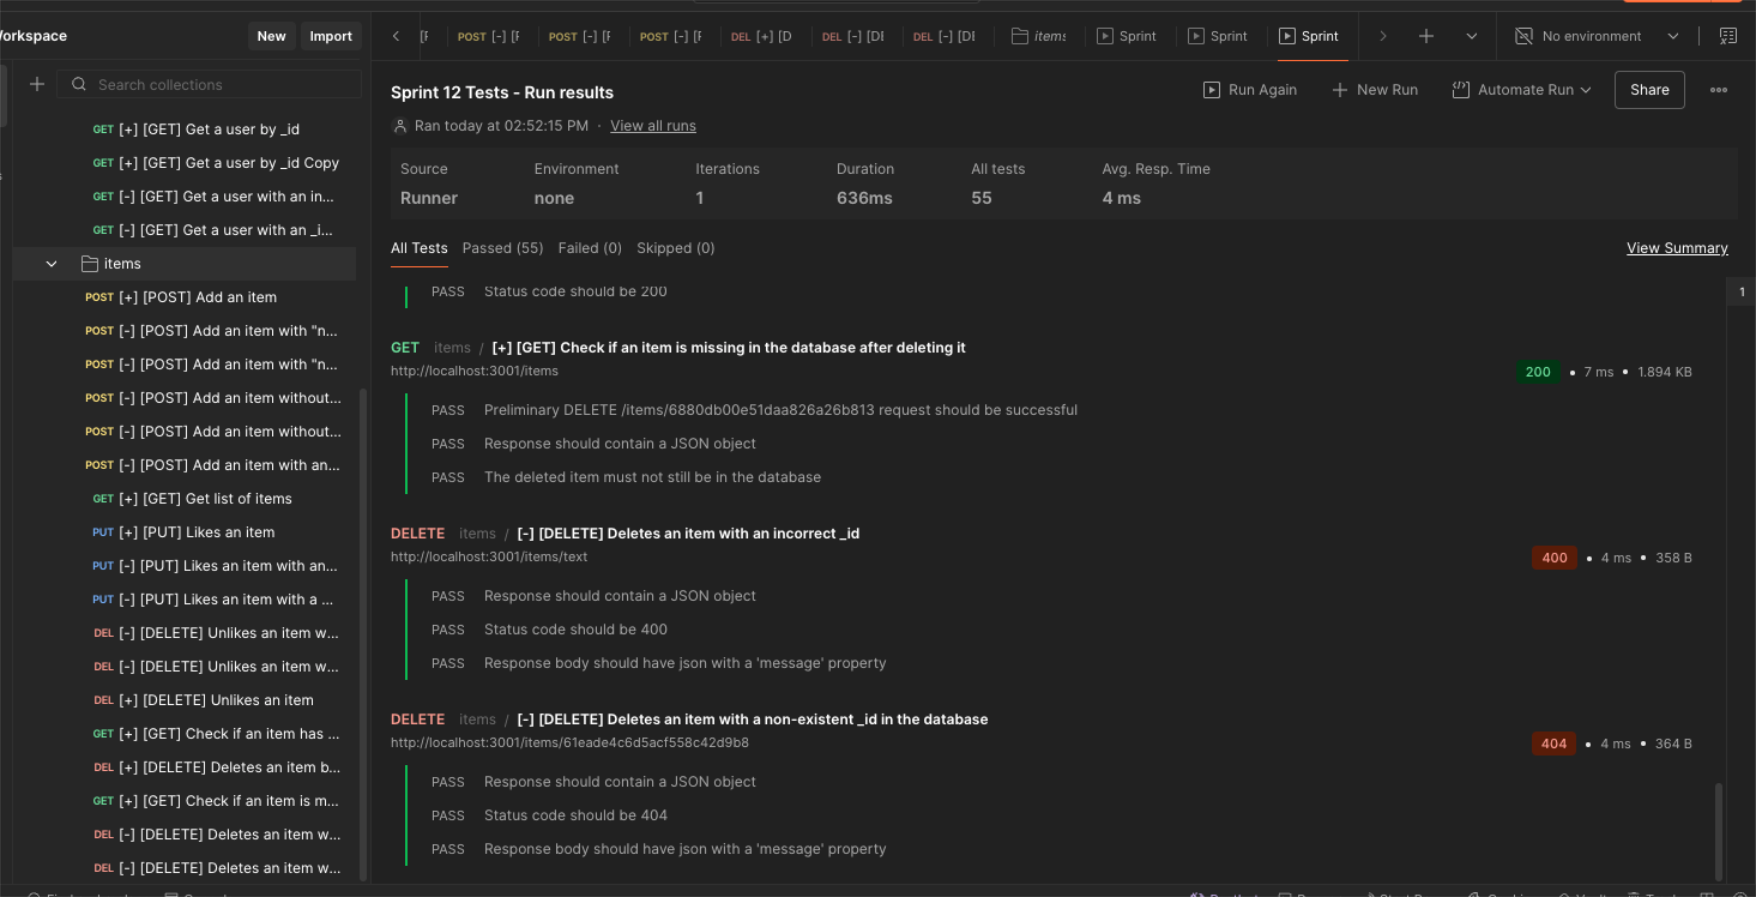 Workspace
New
Import
POST [-] [F
POST [-] [F
POST [-] [F
DEL [+] [D
DEL [-] [DE
DEL [-] [DE
items
Sprint
Sprint
Sprint
No environment
Search collections
GET [+] [GET] Get a user by _id
GET [+] [GET] Get a user by _id Copy
GET [-] [GET] Get a user with an in...
GET [-] [GET] Get a user with an _i...
items
POST [+] [POST] Add an item
POST [-] [POST] Add an item with "n...
POST [-] [POST] Add an item with "n...
POST [-] [POST] Add an item without...
POST [-] [POST] Add an item without...
POST [-] [POST] Add an item with an...
GET [+] [GET] Get list of items
PUT [+] [PUT] Likes an item
PUT [-] [PUT] Likes an item with an...
PUT [-] [PUT] Likes an item with a ...
DEL [-] [DELETE] Unlikes an item w...
DEL [-] [DELETE] Unlikes an item w...
DEL [+] [DELETE] Unlikes an item
GET [+] [GET] Check if an item has ...
DEL [+] [DELETE] Deletes an item b...
GET [+] [GET] Check if an item is m...
DEL [-] [DELETE] Deletes an item w...
DEL [-] [DELETE] Deletes an item w...
Sprint 12 Tests - Run results
Run Again
New Run
Automate Run
Share
Ran today at 02:52:15 PM · View all runs
Source Environment Iterations Duration All tests Avg. Resp. Time
Runner none 1 636ms 55 4 ms
All Tests Passed (55) Failed (0) Skipped (0) View Summary
1
PASS Status code should be 200
GET items / [+] [GET] Check if an item is missing in the database after deleting it
http://localhost:3001/items
200 • 7 ms • 1.894 KB
PASS Preliminary DELETE /items/6880db00e51daa826a26b813 request should be successful
PASS Response should contain a JSON object
PASS The deleted item must not still be in the database
DELETE items / [-] [DELETE] Deletes an item with an incorrect _id
http://localhost:3001/items/text
400 • 4 ms • 358 B
PASS Response should contain a JSON object
PASS Status code should be 400
PASS Response body should have json with a 'message' property
DELETE items / [-] [DELETE] Deletes an item with a non-existent _id in the database
http://localhost:3001/items/61eade4c6d5acf558c42d9b8
404 • 4 ms • 364 B
PASS Response should contain a JSON object
PASS Status code should be 404
PASS Response body should have json with a 'message' property